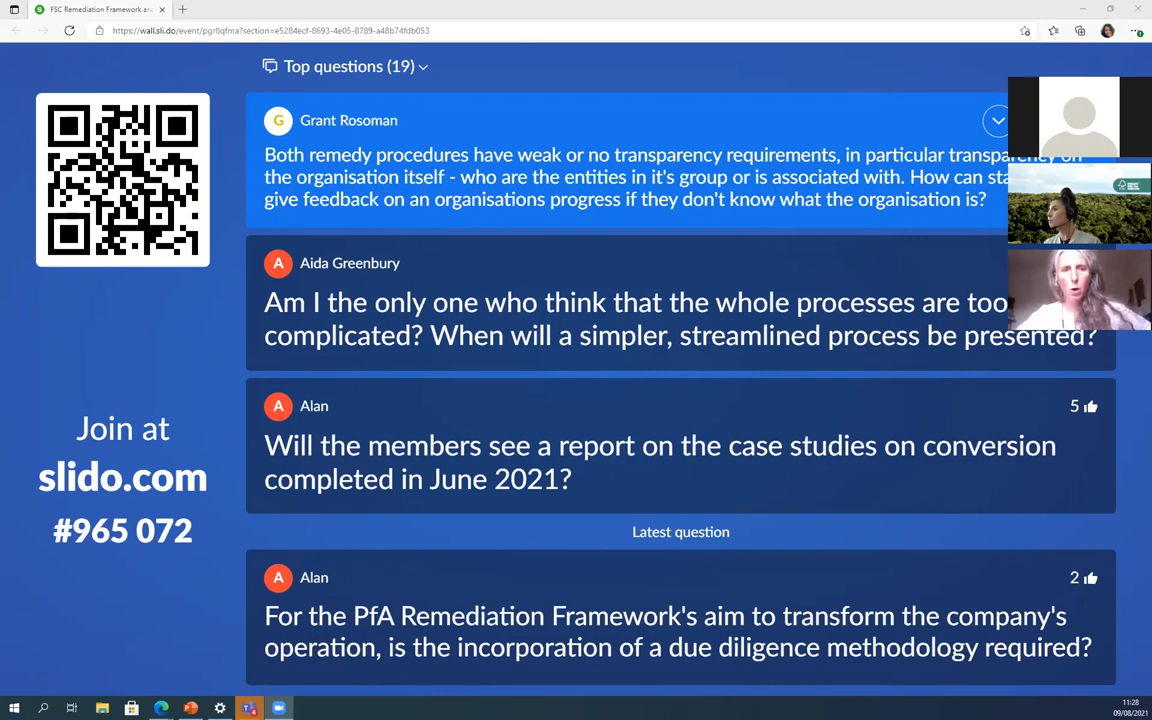 FSC Remediation Framework an
https://wall.sli.do/event/pgr8qfma?section=e5284ecf-8693-4e05-8789-a48b74fdb053
Top questions (19)
G Grant Rosoman
Both remedy procedures have weak or no transparency requirements, in particular transparency on
the organisation itself - who are the entities in it's group or is associated with. How can sta
give feedback on an organisations progress if they don't know what the organisation is?
A Aida Greenbury
Am I the only one who think that the whole processes are too
complicated? When will a simpler, streamlined process be presented?
A Alan
5
Will the members see a report on the case studies on conversion
completed in June 2021?
Join at
slido.com
#965 072
Latest question
A Alan
2
For the PfA Remediation Framework's aim to transform the company's
operation, is the incorporation of a due diligence methodology required?
11:28
09/08/2021